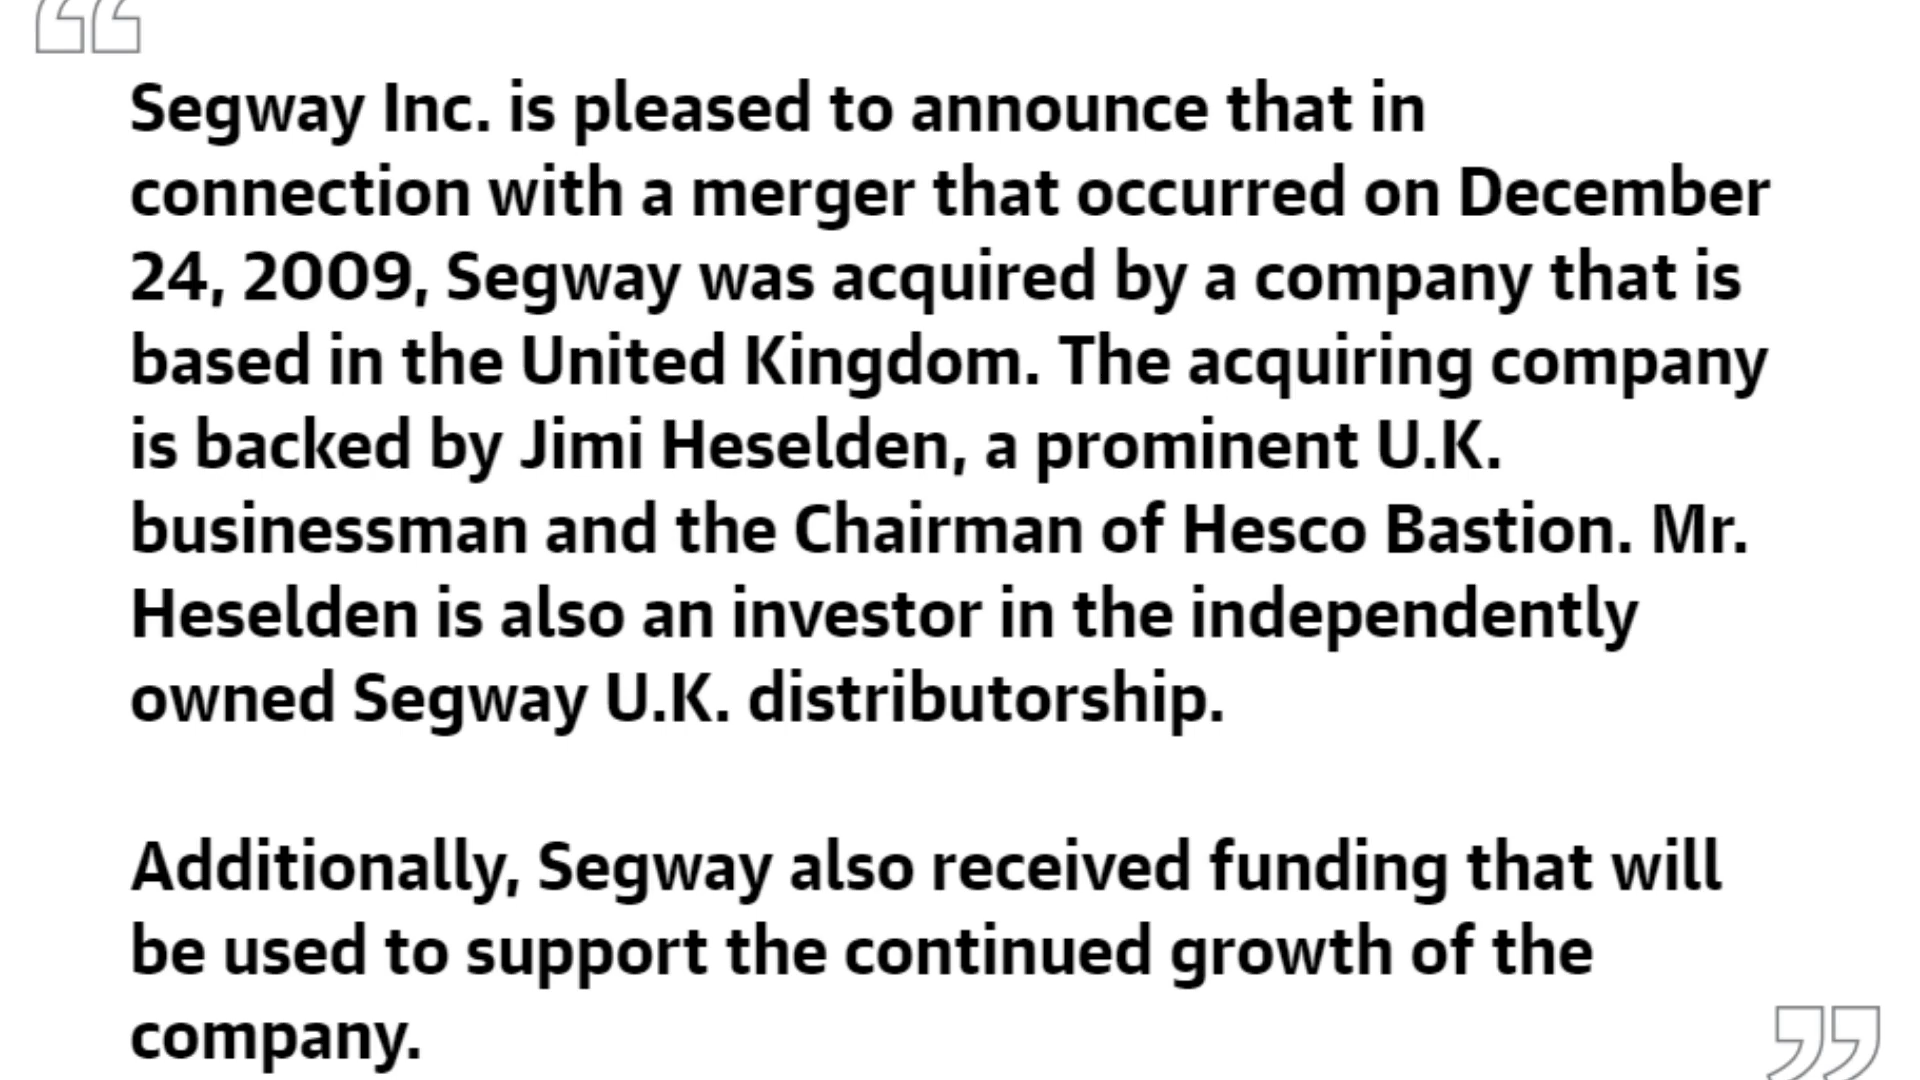 Segway Inc. is pleased to announce that in
connection with a merger that occurred on December
24, 2009, Segway was acquired by a company that is
based in the United Kingdom. The acquiring company
is backed by Jimi Heselden, a prominent U.K.
businessman and the Chairman of Hesco Bastion. Mr.
Heselden is also an investor in the independently
owned Segway U.K. distributorship.

Additionally, Segway also received funding that will
be used to support the continued growth of the
company.